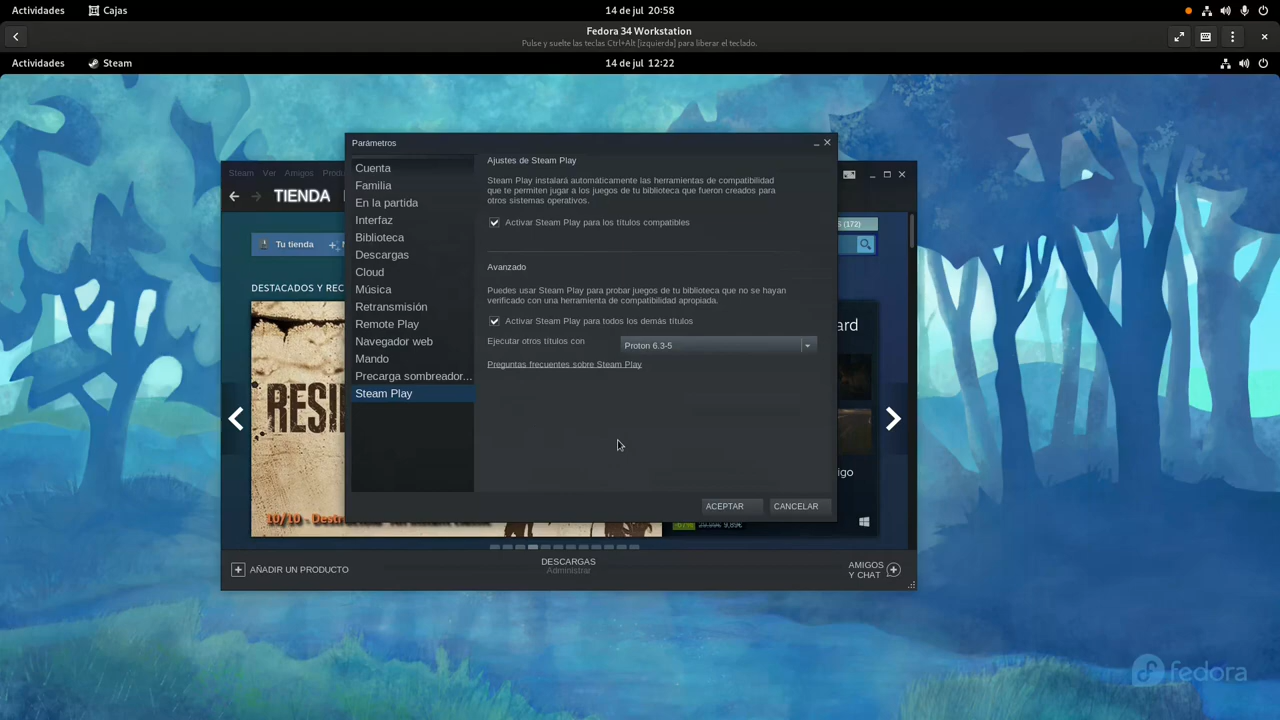 Actividades Cajas 14 de jul 20:58
Fedora 34 Workstation
Pulse y suelte las teclas Ctrl+Alt [izquierda] para liberar el teclado.
Actividades Steam 14 de jul 12:22
Parámetros
Steam Ver Amigos
TIENDA
Tu tienda
DESTACADOS Y REC
RESI
10/10 - Dest
Cuenta
Familia
En la partida
Interfaz
Biblioteca
Descargas
Cloud
Música
Retransmisión
Remote Play
Navegador web
Mando
Precarga sombreador...
Steam Play
Ajustes de Steam Play
Steam Play instalará automáticamente las herramientas de compatibilidad
que te permiten jugar a los juegos de tu biblioteca que fueron creados para
otros sistemas operativos.
Activar Steam Play para los títulos compatibles
Avanzado
Puedes usar Steam Play para probar juegos de tu biblioteca que no se hayan
verificado con una herramienta de compatibilidad apropiada.
Activar Steam Play para todos los demás títulos
Ejecutar otros títulos con Proton 6.3-5
Preguntas frecuentes sobre Steam Play
ACEPTAR CANCELAR
S (172)
ard
igo
-67% 29,99€ 9,89€
AÑADIR UN PRODUCTO
DESCARGAS
Administrar
AMIGOS
Y CHAT
fedora